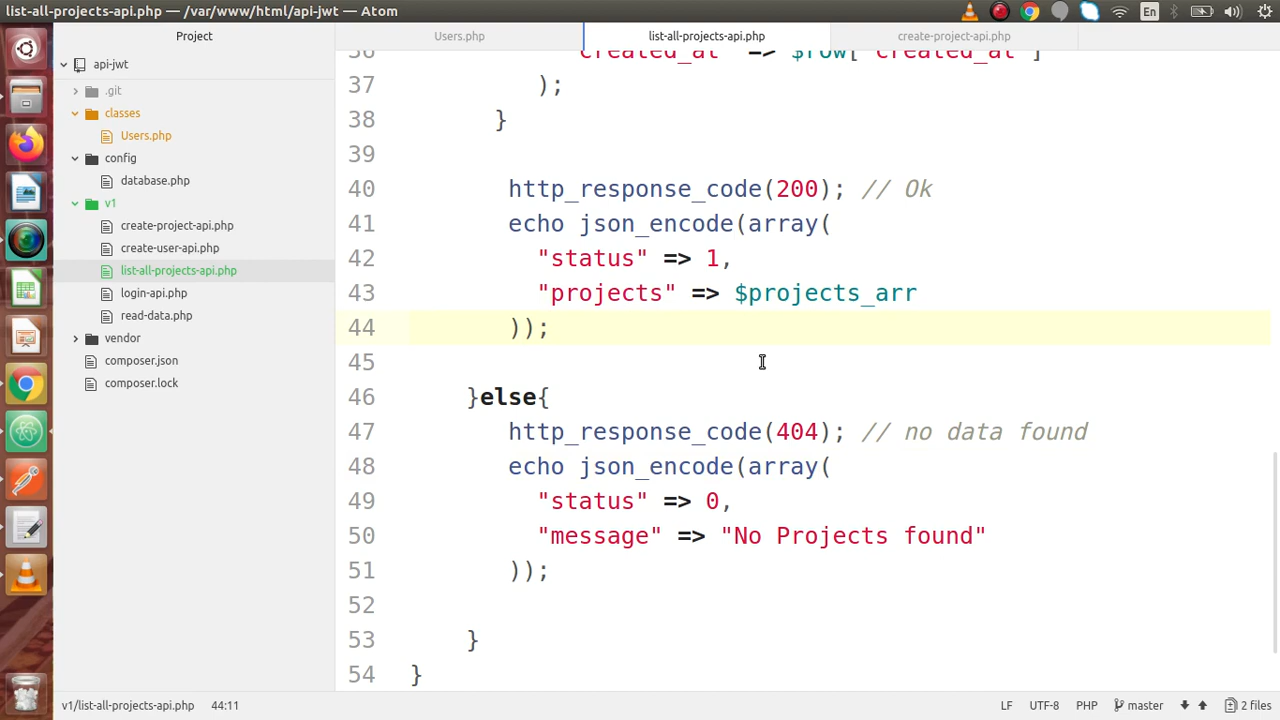 list-all-projects-api.php — /var/www/html/api-jwt — Atom
En
Project
Users.php
list-all-projects-api.php
create-project-api.php
api-jwt
.git
classes
Users.php
config
database.php
v1
create-project-api.php
create-user-api.php
list-all-projects-api.php
login-api.php
read-data.php
vendor
composer.json
composer.lock
36 "created_at" => $row["created_at"]
37 );
38 }
39
40 http_response_code(200); // Ok
41 echo json_encode(array(
42 "status" => 1,
43 "projects" => $projects_arr
44 ));
45
46 }else{
47 http_response_code(404); // no data found
48 echo json_encode(array(
49 "status" => 0,
50 "message" => "No Projects found"
51 ));
52
53 }
54 }
v1/list-all-projects-api.php 44:11
LF UTF-8 PHP master 2 files